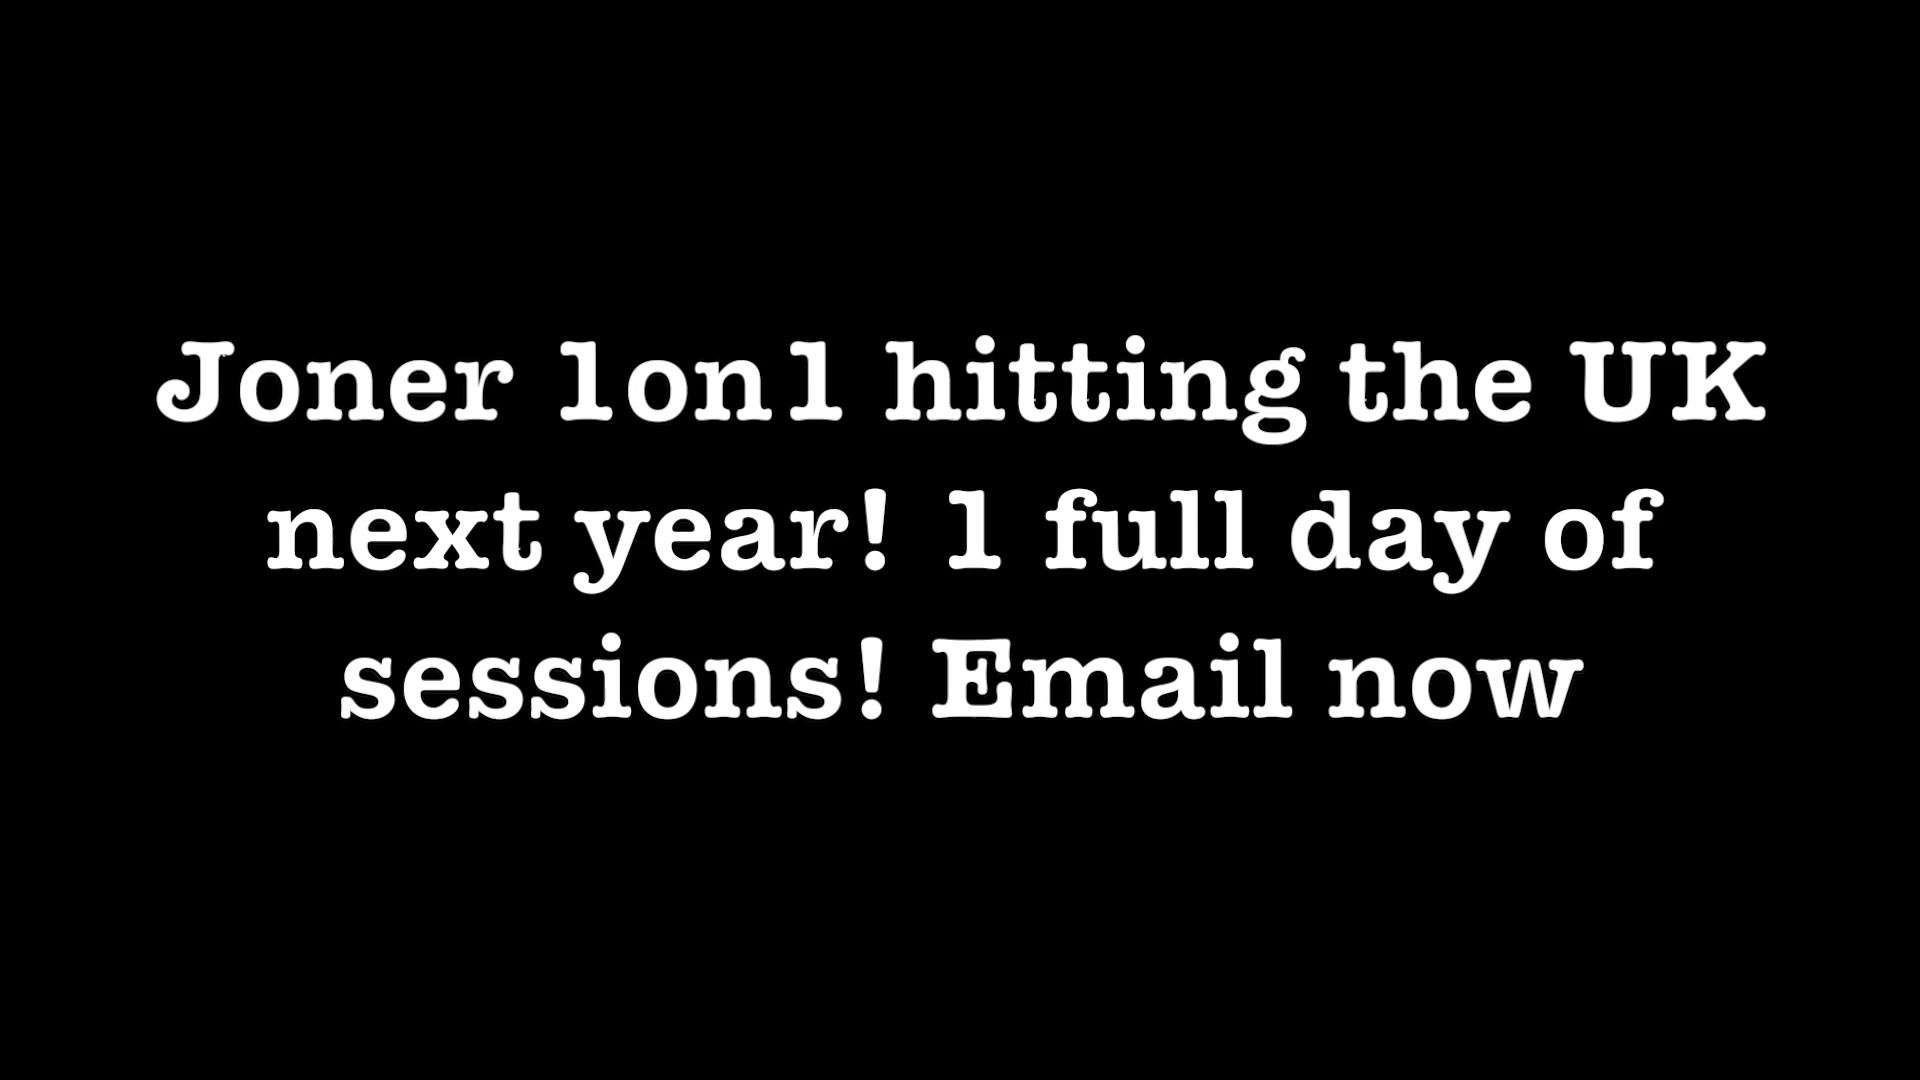 Joner 1on1 hitting the UK
next year! 1 full day of
sessions! Email now